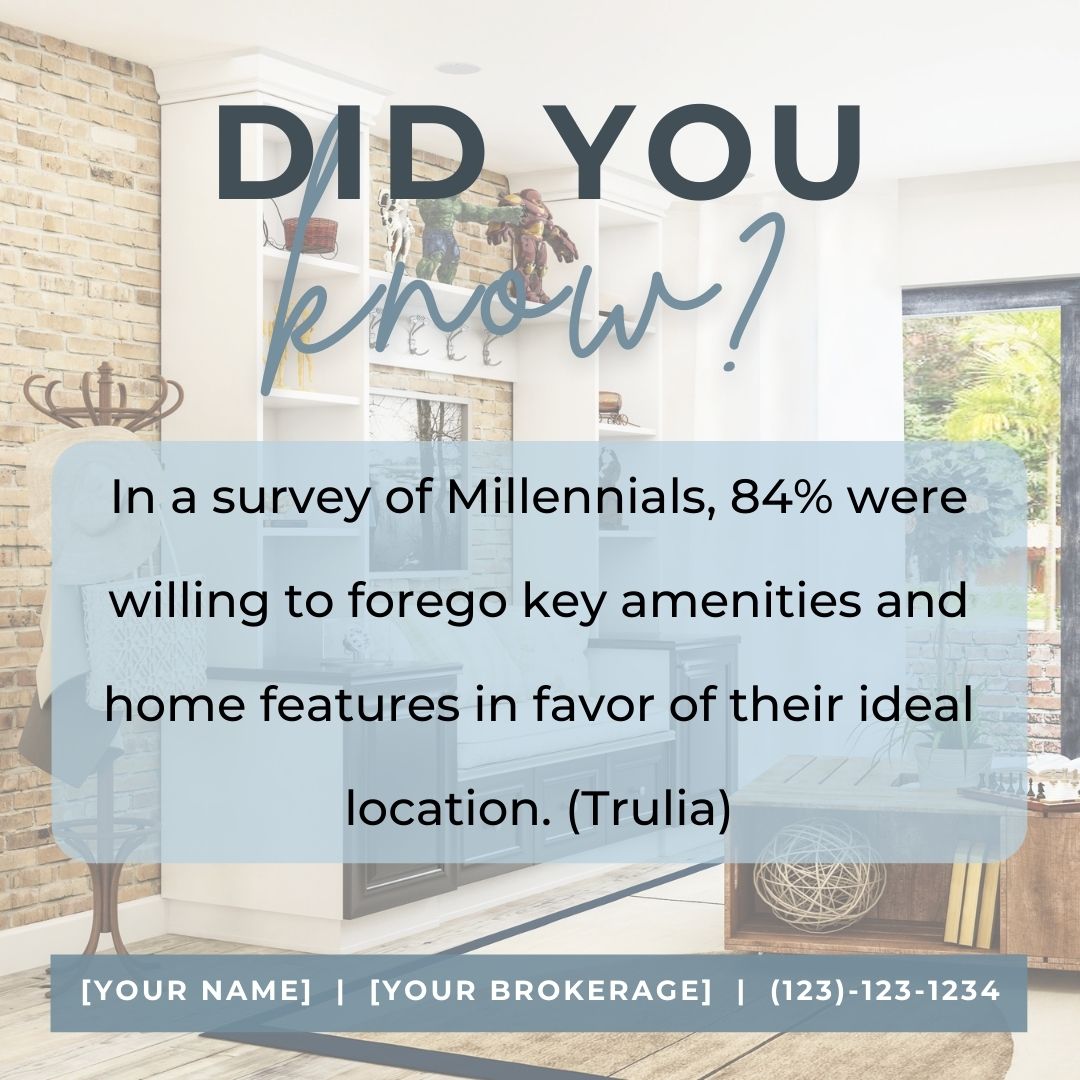 DID YOU
know?
In a survey of Millennials, 84% were
willing to forego key amenities and
home features in favor of their ideal
location. (Trulia)
[YOUR NAME] | [YOUR BROKERAGE] | (123)-123-1234